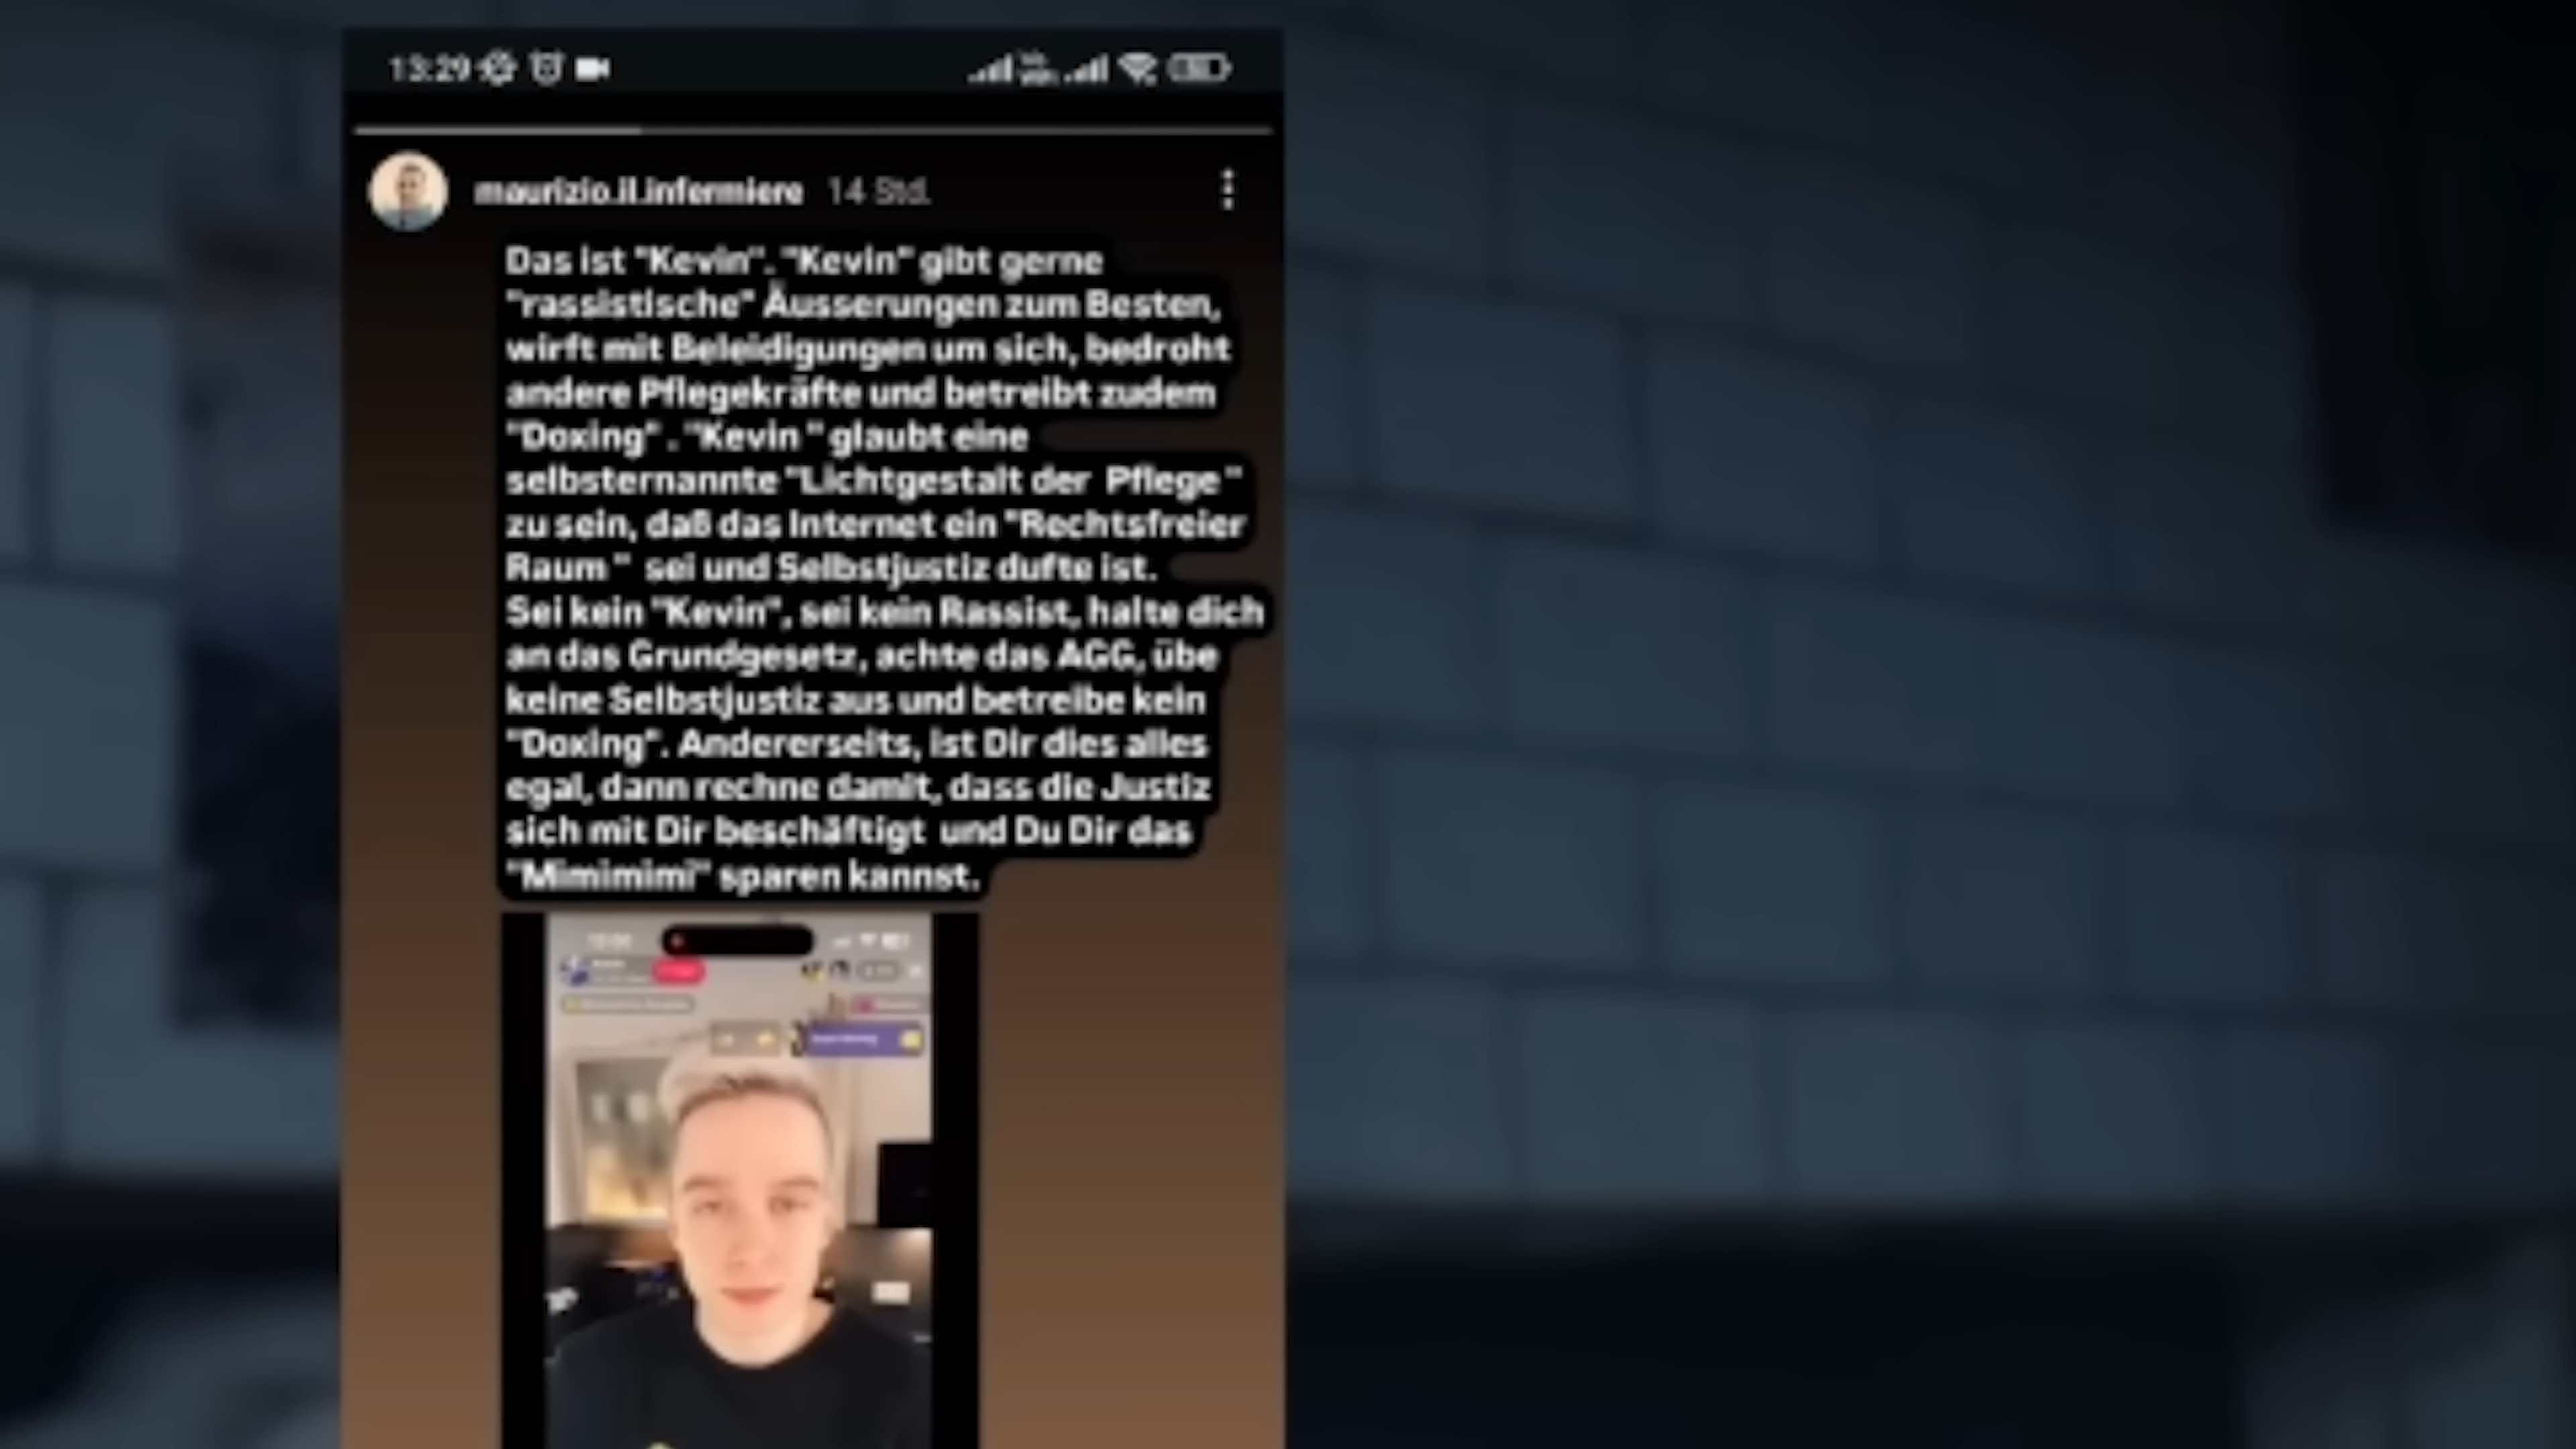 13:29
maurizio.il.infermiere 14 Std.
Das ist "Kevin". "Kevin" gibt gerne
"rassistische" Äusserungen zum Besten,
wirft mit Beleidigungen um sich, bedroht
andere Pflegekräfte und betreibt zudem
"Doxing" . "Kevin " glaubt eine
selbsternannte "Lichtgestalt der Pflege"
zu sein, daß das Internet ein "Rechtsfreier
Raum" sei und Selbstjustiz dufte ist.
Sei kein "Kevin", sei kein Rassist, halte dich
an das Grundgesetz, achte das AGG, übe
keine Selbstjustiz aus und betreibe kein
"Doxing". Andererseits, ist Dir dies alles
egal, dann rechne damit, dass die Justiz
sich mit Dir beschäftigt und Du Dir das
"Mimimimi" sparen kannst.